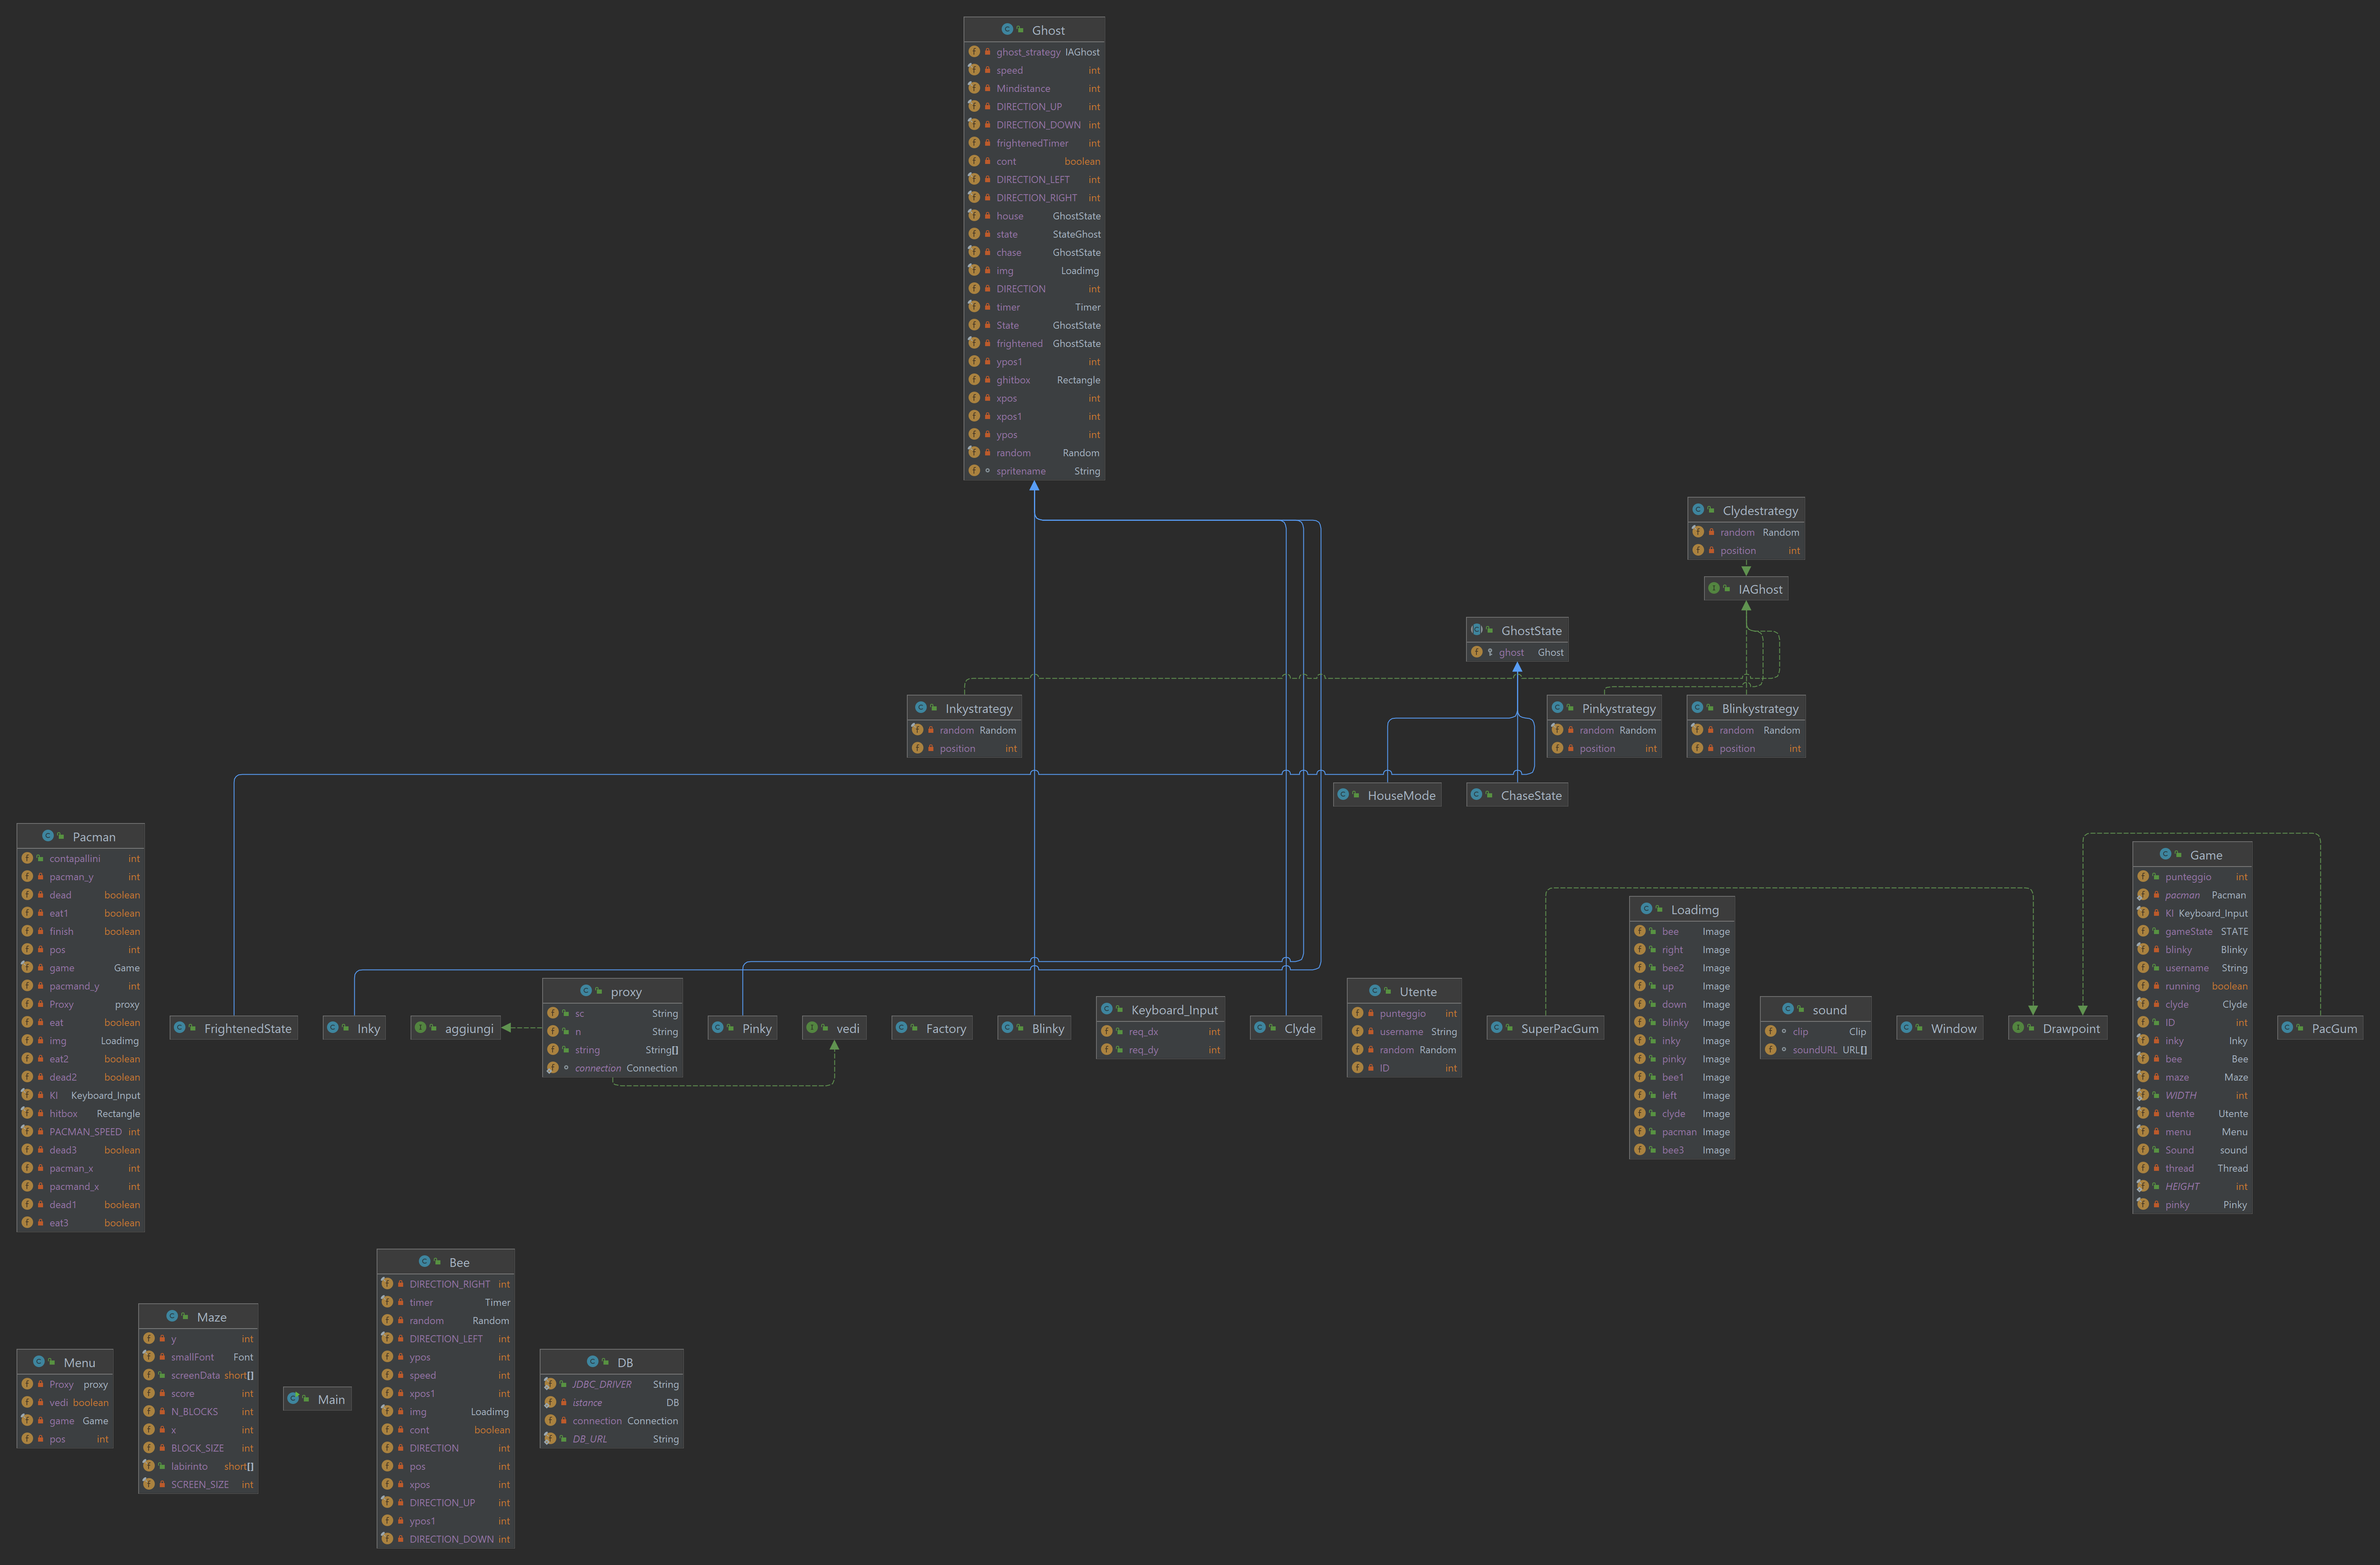 Ghost
ghost_strategy IAGhost
speed int
Mindistance int
DIRECTION_UP int
DIRECTION_DOWN int
frightenedTimer int
cont boolean
DIRECTION_LEFT int
DIRECTION_RIGHT int
house GhostState
state StateGhost
chase GhostState
img Loadimg
DIRECTION int
timer Timer
State GhostState
frightened GhostState
ypos1 int
ghitbox Rectangle
xpos int
xpos1 int
ypos int
random Random
spritename String
Clydestrategy
random Random
position int
IAGhost
GhostState
ghost Ghost
Inkystrategy
random Random
position int
Pinkystrategy
random Random
position int
Blinkystrategy
random Random
position int
HouseMode
ChaseState
Pacman
contapallini int
pacman_y int
dead boolean
eat1 boolean
finish boolean
pos int
game Game
pacmand_y int
Proxy proxy
eat boolean
img Loadimg
eat2 boolean
dead2 boolean
KI Keyboard_Input
hitbox Rectangle
PACMAN_SPEED int
dead3 boolean
pacman_x int
pacmand_x int
dead1 boolean
eat3 boolean
FrightenedState
Inky
aggiungi
proxy
sc String
n String
string String[]
connection Connection
Pinky
vedi
Factory
Blinky
Keyboard_Input
req_dx int
req_dy int
Clyde
Utente
punteggio int
username String
random Random
ID int
SuperPacGum
Loadimg
bee Image
right Image
bee2 Image
up Image
down Image
blinky Image
inky Image
pinky Image
bee1 Image
left Image
clyde Image
pacman Image
bee3 Image
sound
clip Clip
soundURL URL[]
Window
Drawpoint
Game
punteggio int
pacman Pacman
KI Keyboard_Input
gameState STATE
blinky Blinky
username String
running boolean
clyde Clyde
ID int
inky Inky
bee Bee
maze Maze
WIDTH int
utente Utente
menu Menu
Sound sound
thread Thread
HEIGHT int
pinky Pinky
PacGum
Menu
Proxy proxy
vedi boolean
game Game
pos int
Maze
y int
smallFont Font
screenData short[]
score int
N_BLOCKS int
x int
BLOCK_SIZE int
labirinto short[]
SCREEN_SIZE int
Main
Bee
DIRECTION_RIGHT int
timer Timer
random Random
DIRECTION_LEFT int
ypos int
speed int
xpos1 int
img Loadimg
cont boolean
DIRECTION int
pos int
xpos int
DIRECTION_UP int
ypos1 int
DIRECTION_DOWN int
DB
JDBC_DRIVER String
istance DB
connection Connection
DB_URL String